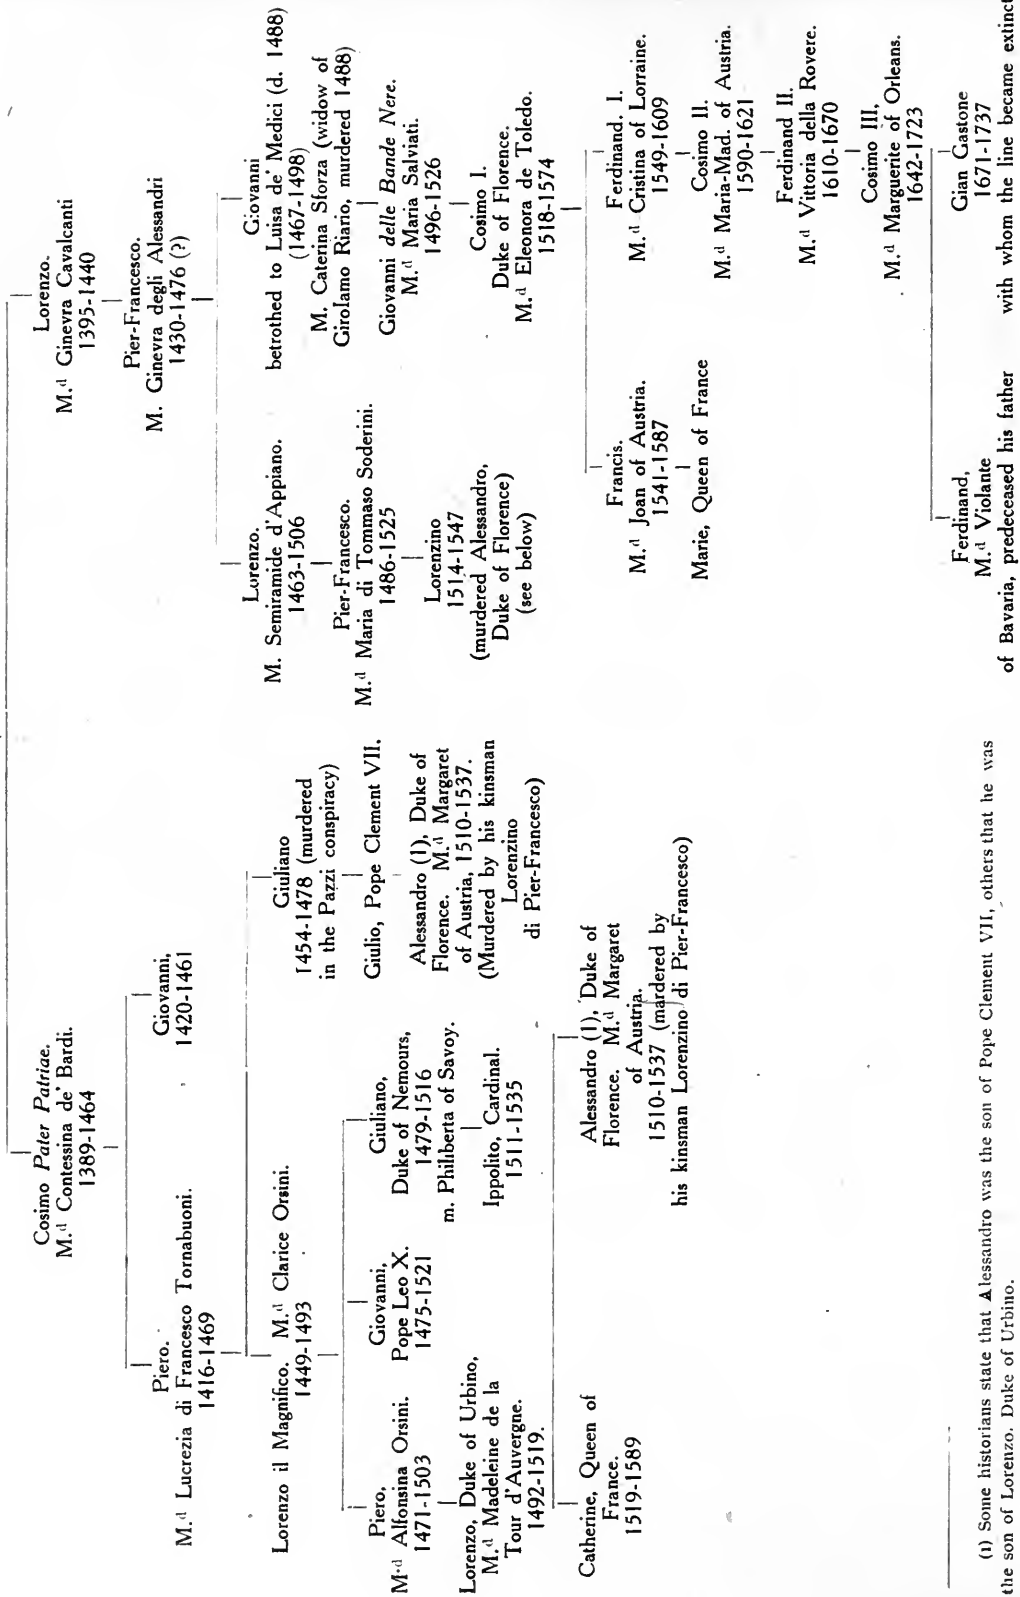 Cosimo Pater Patriae.
M.d Contessina de' Bardi.
1389-1464
Lorenzo.
M.d Ginevra Cavalcanti
1395-1440
Piero.
M.d Lucrezia di Francesco Tornabuoni.
1416-1469
Giovanni,
1420-1461
Pier-Francesco.
M. Ginevra degli Alessandri
1430-1476 (?)
Lorenzo il Magnifico. M.d Clarice Orsini.
1449-1493
Giuliano
1454-1478 (murdered
in the Pazzi conspiracy)
Giulio, Pope Clement VII.
Alessandro (1), Duke of
Florence. M.d Margaret
of Austria, 1510-1537.
(Murdered by his kinsman
Lorenzino
di Pier-Francesco)
Lorenzo.
M. Semiramide d'Appiano.
1463-1506
Pier-Francesco.
M.d Maria di Tommaso Soderini.
1486-1525
Lorenzino
1514-1547
(murdered Alessandro,
Duke of Florence)
(see below)
Giovanni
betrothed to Luisa de' Medici (d. 1488)
(1467-1498)
M. Caterina Sforza (widow of
Girolamo Riario, murdered 1488)
Giovanni delle Bande Nere.
M.d Maria Salviati.
1496-1526
Cosimo I.
Duke of Florence.
M.d Eleonora de Toledo.
1518-1574
Piero,
M.d Alfonsina Orsini.
1471-1503
Giovanni,
Pope Leo X.
1475-1521
Giuliano,
Duke of Nemours,
1479-1516
m. Philiberta of Savoy.
Lorenzo, Duke of Urbino,
M.d Madeleine de la
Tour d'Auvergne.
1492-1519.
Ippolito, Cardinal.
1511-1535
Catherine, Queen of
France.
1519-1589
Alessandro (1), Duke of
Florence. M.d Margaret
of Austria.
1510-1537 (mardered by
his kinsman Lorenzino di Pier-Francesco)
Francis.
M.d Joan of Austria.
1541-1587
Marie, Queen of France
Ferdinand. I.
M.d Cristina of Lorraine.
1549-1609
Cosimo II.
M.d Maria-Mad. of Austria.
1590-1621
Ferdinand II.
M.d Vittoria della Rovere.
1610-1670
Cosimo III,
M.d Marguerite of Orleans.
1642-1723
Ferdinand,
M.d Violante
of Bavaria, predeceased his father
Gian Gastone
1671-1737
with whom the line became extinct
(1) Some historians state that Alessandro was the son of Pope Clement VII, others that he was
the son of Lorenzo. Duke of Urbino.